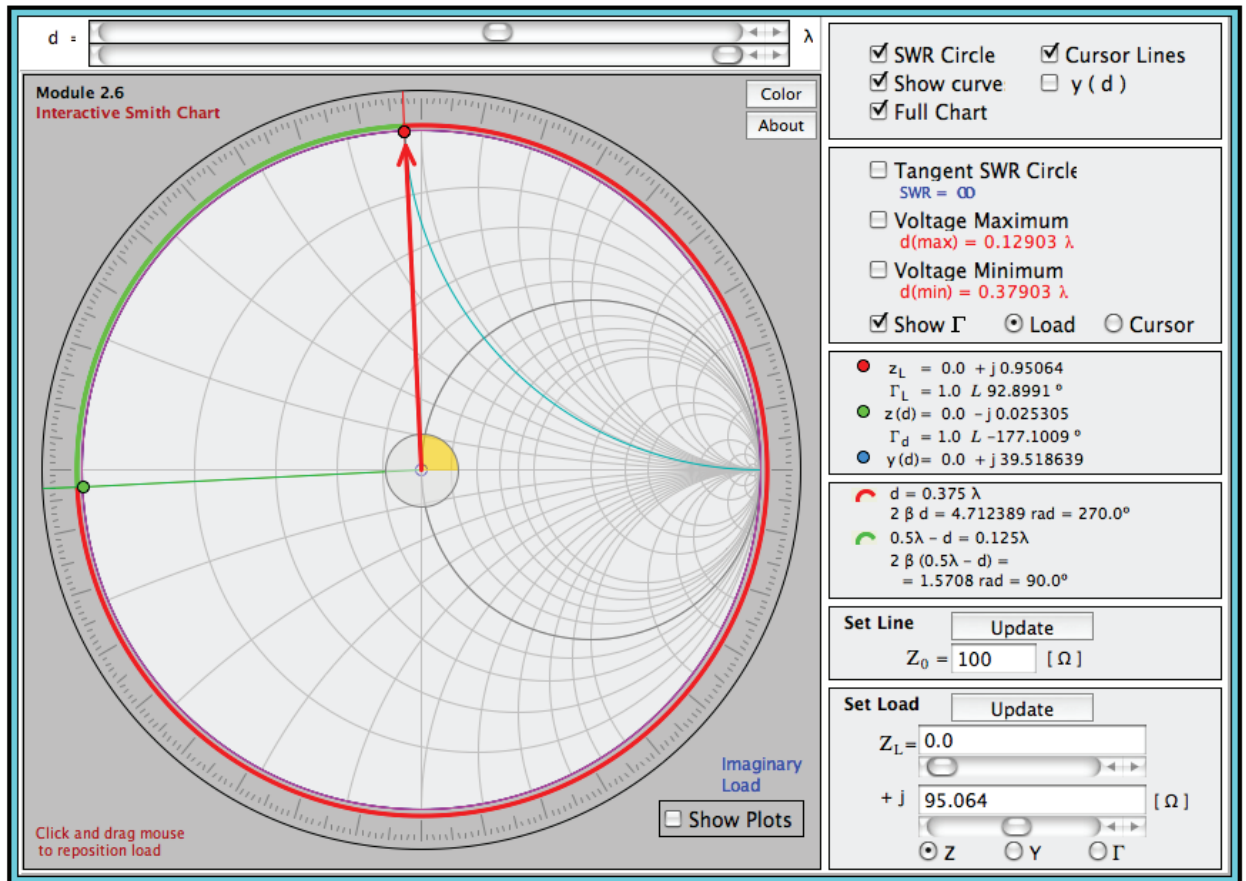 d = λ
Module 2.6
Interactive Smith Chart
Color
About
Imaginary
Load
Show Plots
Click and drag mouse
to reposition load
SWR Circle Cursor Lines
Show curve: y ( d )
Full Chart
Tangent SWR Circle
SWR = ∞
Voltage Maximum
d(max) = 0.12903 λ
Voltage Minimum
d(min) = 0.37903 λ
Show Γ Load Cursor
z_L = 0.0 + j 0.95064
Γ_L = 1.0 ∠ 92.8991 º
z(d) = 0.0 - j 0.025305
Γ_d = 1.0 ∠ -177.1009 º
y(d)= 0.0 + j 39.518639
d = 0.375 λ
2 β d = 4.712389 rad = 270.0º
0.5λ - d = 0.125λ
2 β (0.5λ - d) =
= 1.5708 rad = 90.0º
Set Line Update
Z₀ = 100 [ Ω ]
Set Load Update
Z_L= 0.0
+ j 95.064 [ Ω ]
Z Y Γ